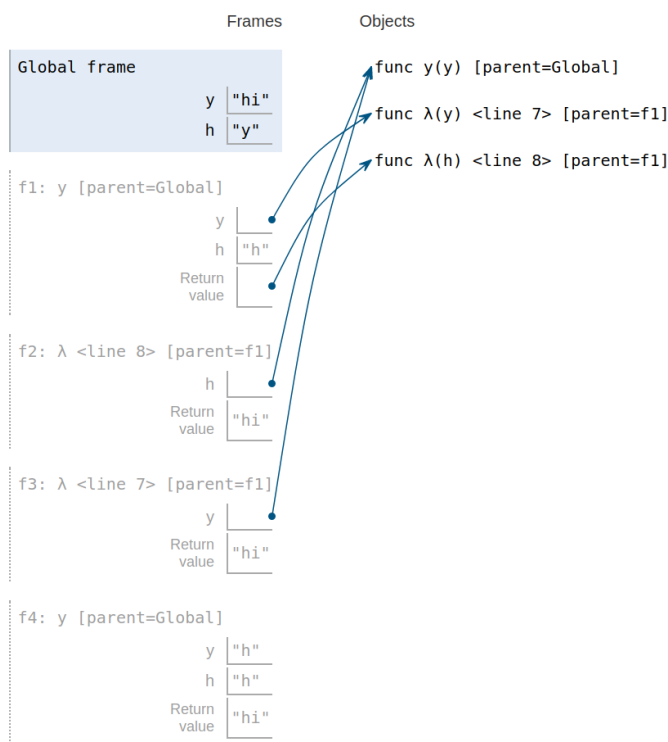 Frames Objects
Global frame
y "hi"
h "y"
func y(y) [parent=Global]
func λ(y) <line 7> [parent=f1]
func λ(h) <line 8> [parent=f1]
f1: y [parent=Global]
y
h "h"
Return
value
f2: λ <line 8> [parent=f1]
h
Return
value "hi"
f3: λ <line 7> [parent=f1]
y
Return
value "hi"
f4: y [parent=Global]
y "h"
h "h"
Return
value "hi"